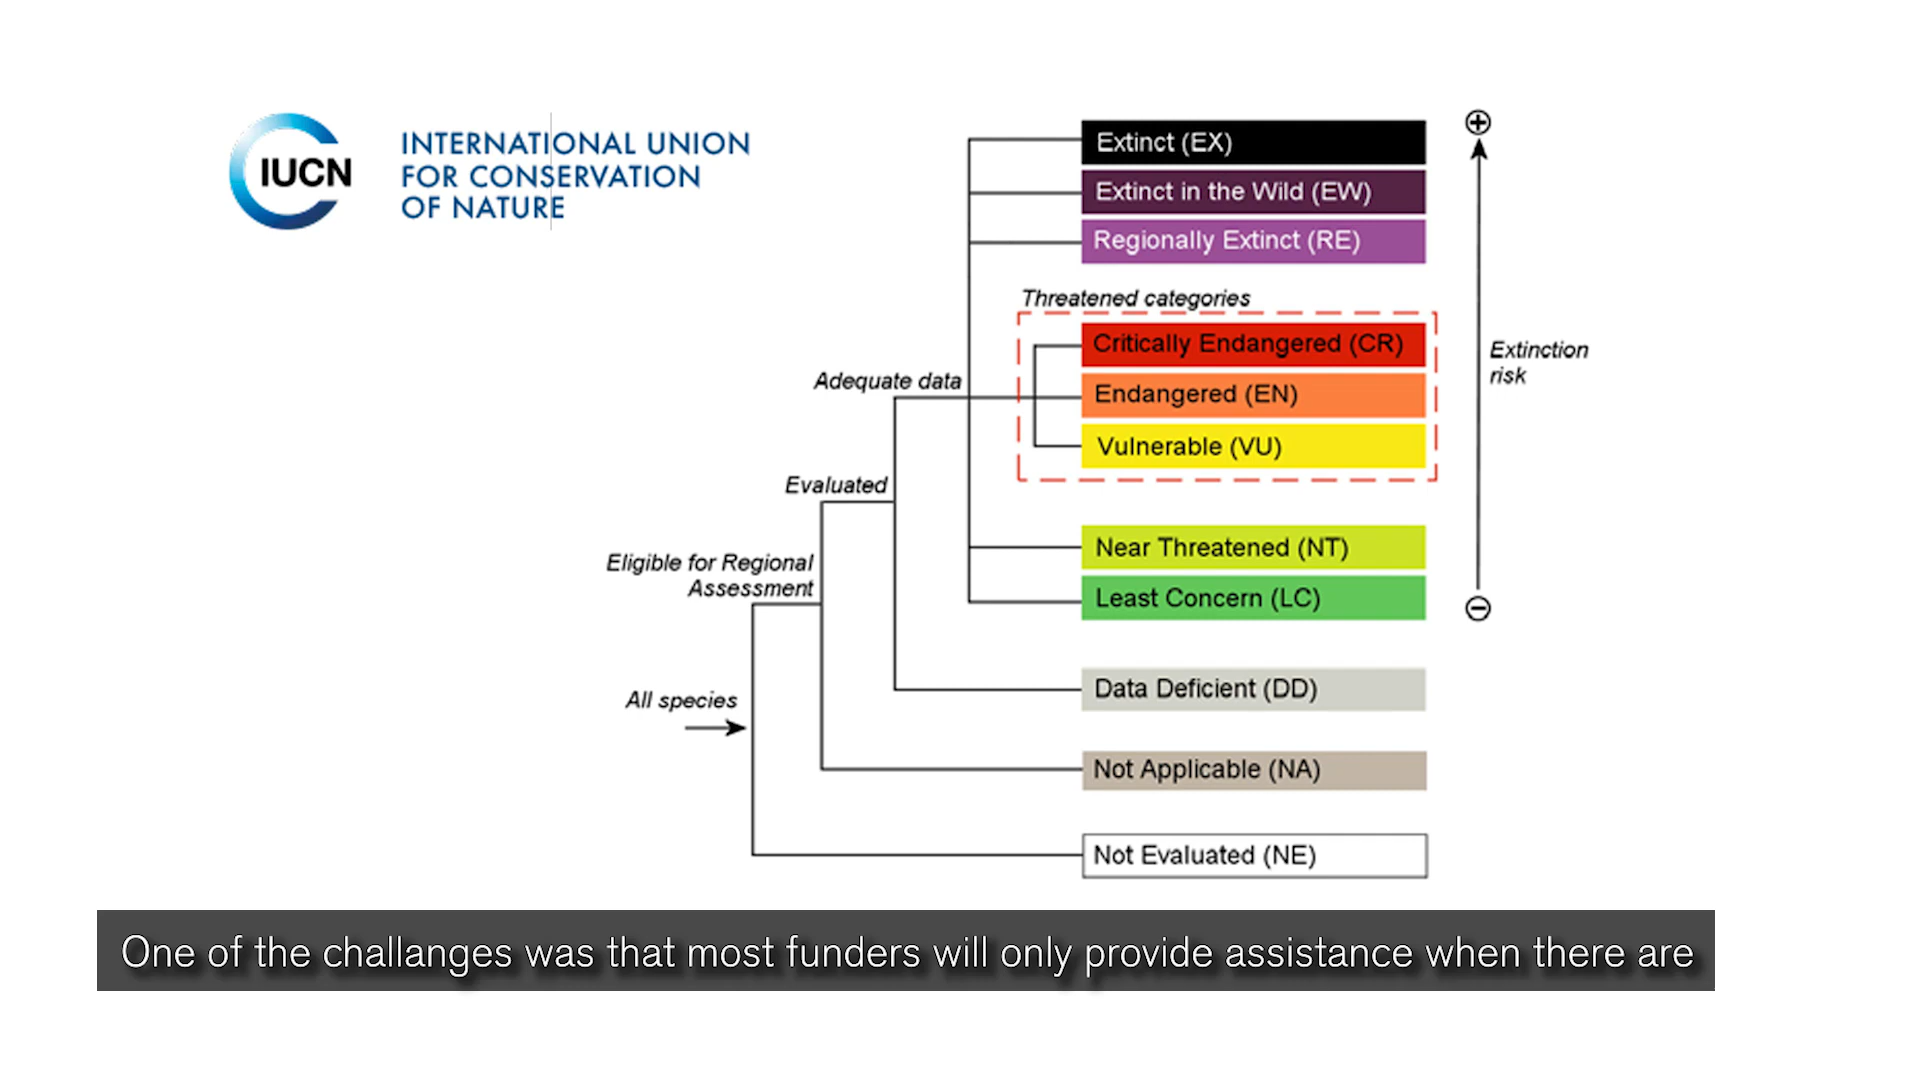 IUCN
INTERNATIONAL UNION
FOR CONSERVATION
OF NATURE
Extinct (EX)
Extinct in the Wild (EW)
Regionally Extinct (RE)
Threatened categories
Critically Endangered (CR)
Endangered (EN)
Vulnerable (VU)
Extinction
risk
Adequate data
Evaluated
Near Threatened (NT)
Eligible for Regional
Assessment
Least Concern (LC)
All species
Data Deficient (DD)
Not Applicable (NA)
Not Evaluated (NE)
One of the challanges was that most funders will only provide assistance when there are